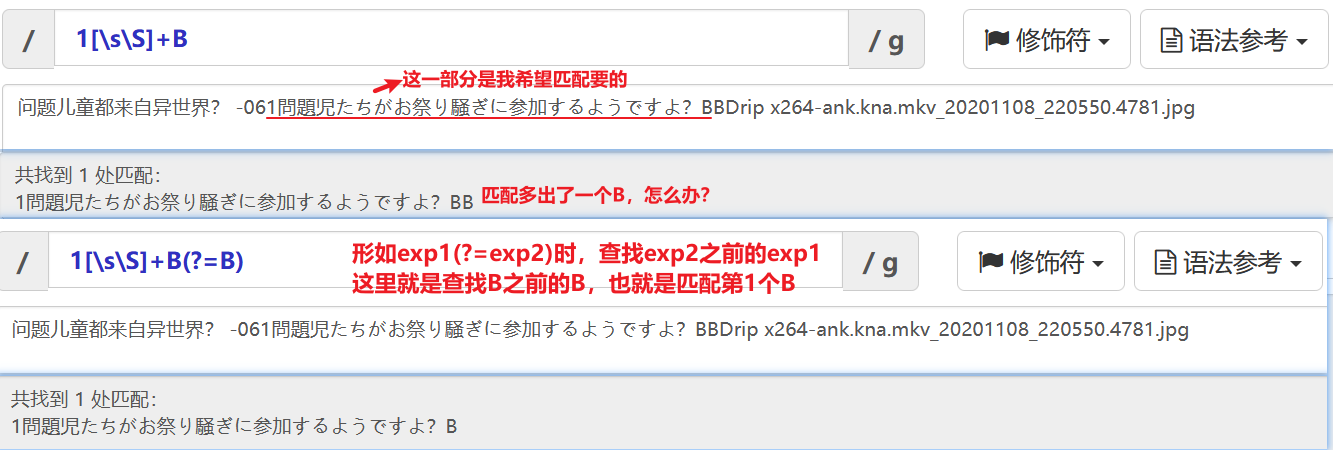 / 1[\s\S]+B / g 修饰符 语法参考
这一部分是我希望匹配要的
问题儿童都来自异世界？ -061問題児たちがお祭り騒ぎに参加するようですよ？BBDrip x264-ank.kna.mkv_20201108_220550.4781.jpg
共找到 1 处匹配：
1問題児たちがお祭り騒ぎに参加するようですよ？BB
匹配多出了一个B，怎么办？
/ 1[\s\S]+B(?=B) / g 修饰符 语法参考
形如exp1(?=exp2)时，查找exp2之前的exp1
这里就是查找B之前的B，也就是匹配第1个B
问题儿童都来自异世界？ -061問題児たちがお祭り騒ぎに参加するようですよ？BBDrip x264-ank.kna.mkv_20201108_220550.4781.jpg
共找到 1 处匹配：
1問題児たちがお祭り騒ぎに参加するようですよ？B